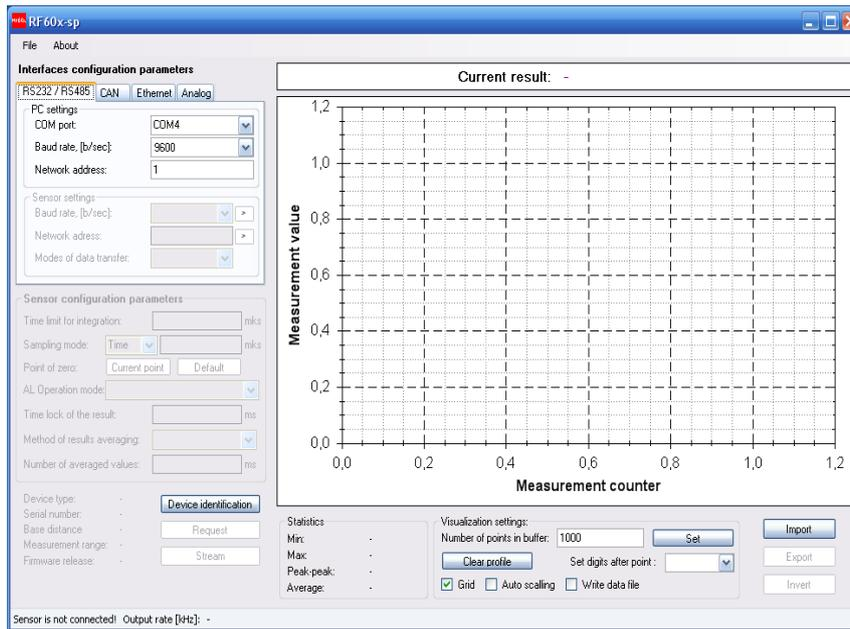 RF60x-sp
File About
Interfaces configuration parameters
RS232 / RS485 CAN Ethernet Analog
PC settings
COM port: COM4
Baud rate, [b/sec]: 9600
Network address: 1
Sensor settings
Baud rate, [b/sec]: >
Network adress: >
Modes of data transfer:
Sensor configuration parameters
Time limit for integration: mks
Sampling mode: Time mks
Point of zero: Current point Default
AL Operation mode:
Time lock of the result: ms
Method of results averaging:
Number of averaged values: ms
Device type: -
Serial number: -
Base distance -
Measurement range: -
Firmware release: -
Device identification
Request
Stream
Current result: -
Measurement value
1,2
1,0
0,8
0,6
0,4
0,2
0,0
0,0 0,2 0,4 0,6 0,8 1,0 1,2
Measurement counter
Statistics
Min: -
Max: -
Peak-peak: -
Average: -
Visualization settings:
Number of points in buffer: 1000 Set
Clear profile Set digits after point :
Grid Auto scalling Write data file
Import
Export
Invert
Sensor is not connected! Output rate [kHz]: -